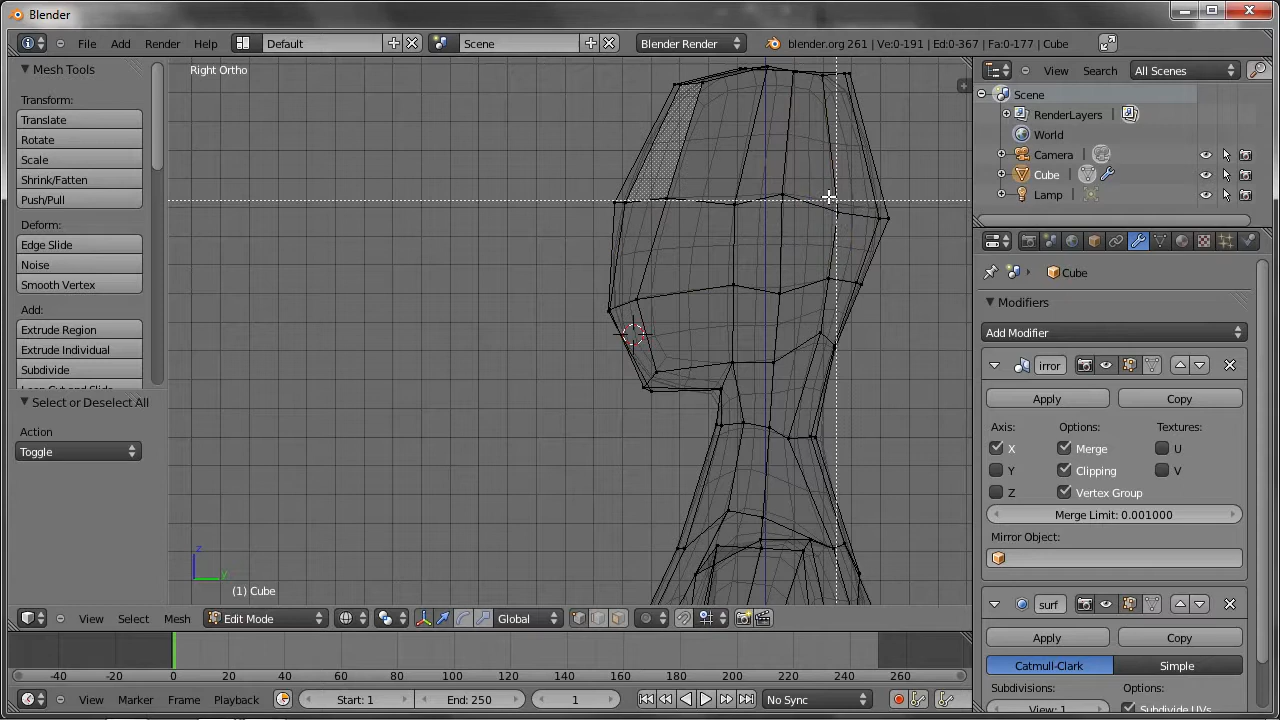 Blender
File Add Render Help Default Scene Blender Render blender.org 261 | Ve:0-191 | Ed:0-367 | Fa:0-177 | Cube
Mesh Tools
Transform:
Translate
Rotate
Scale
Shrink/Fatten
Push/Pull
Deform:
Edge Slide
Noise
Smooth Vertex
Add:
Extrude Region
Extrude Individual
Subdivide
Loop Cut and Slide
Select or Deselect All
Action
Toggle
Right Ortho
z
y
(1) Cube
View Search All Scenes
Scene
RenderLayers
World
Camera
Cube
Lamp
Cube
Modifiers
Add Modifier
irror
Apply Copy
Axis: Options: Textures:
X Merge U
Y Clipping V
Z Vertex Group
Merge Limit: 0.001000
Mirror Object:
surf
Apply Copy
Catmull-Clark Simple
Subdivisions: Options:
View: 1 Subdivide UVs
View Select Mesh Edit Mode Global
-40 -20 0 20 40 60 80 100 120 140 160 180 200 220 240 260
View Marker Frame Playback Start: 1 End: 250 1 No Sync